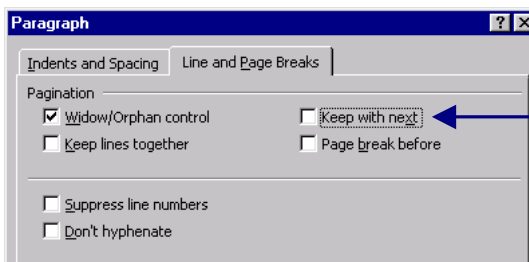 Paragraph
Indents and Spacing Line and Page Breaks
Pagination
Widow/Orphan control Keep with next
Keep lines together Page break before
Suppress line numbers
Don't hyphenate